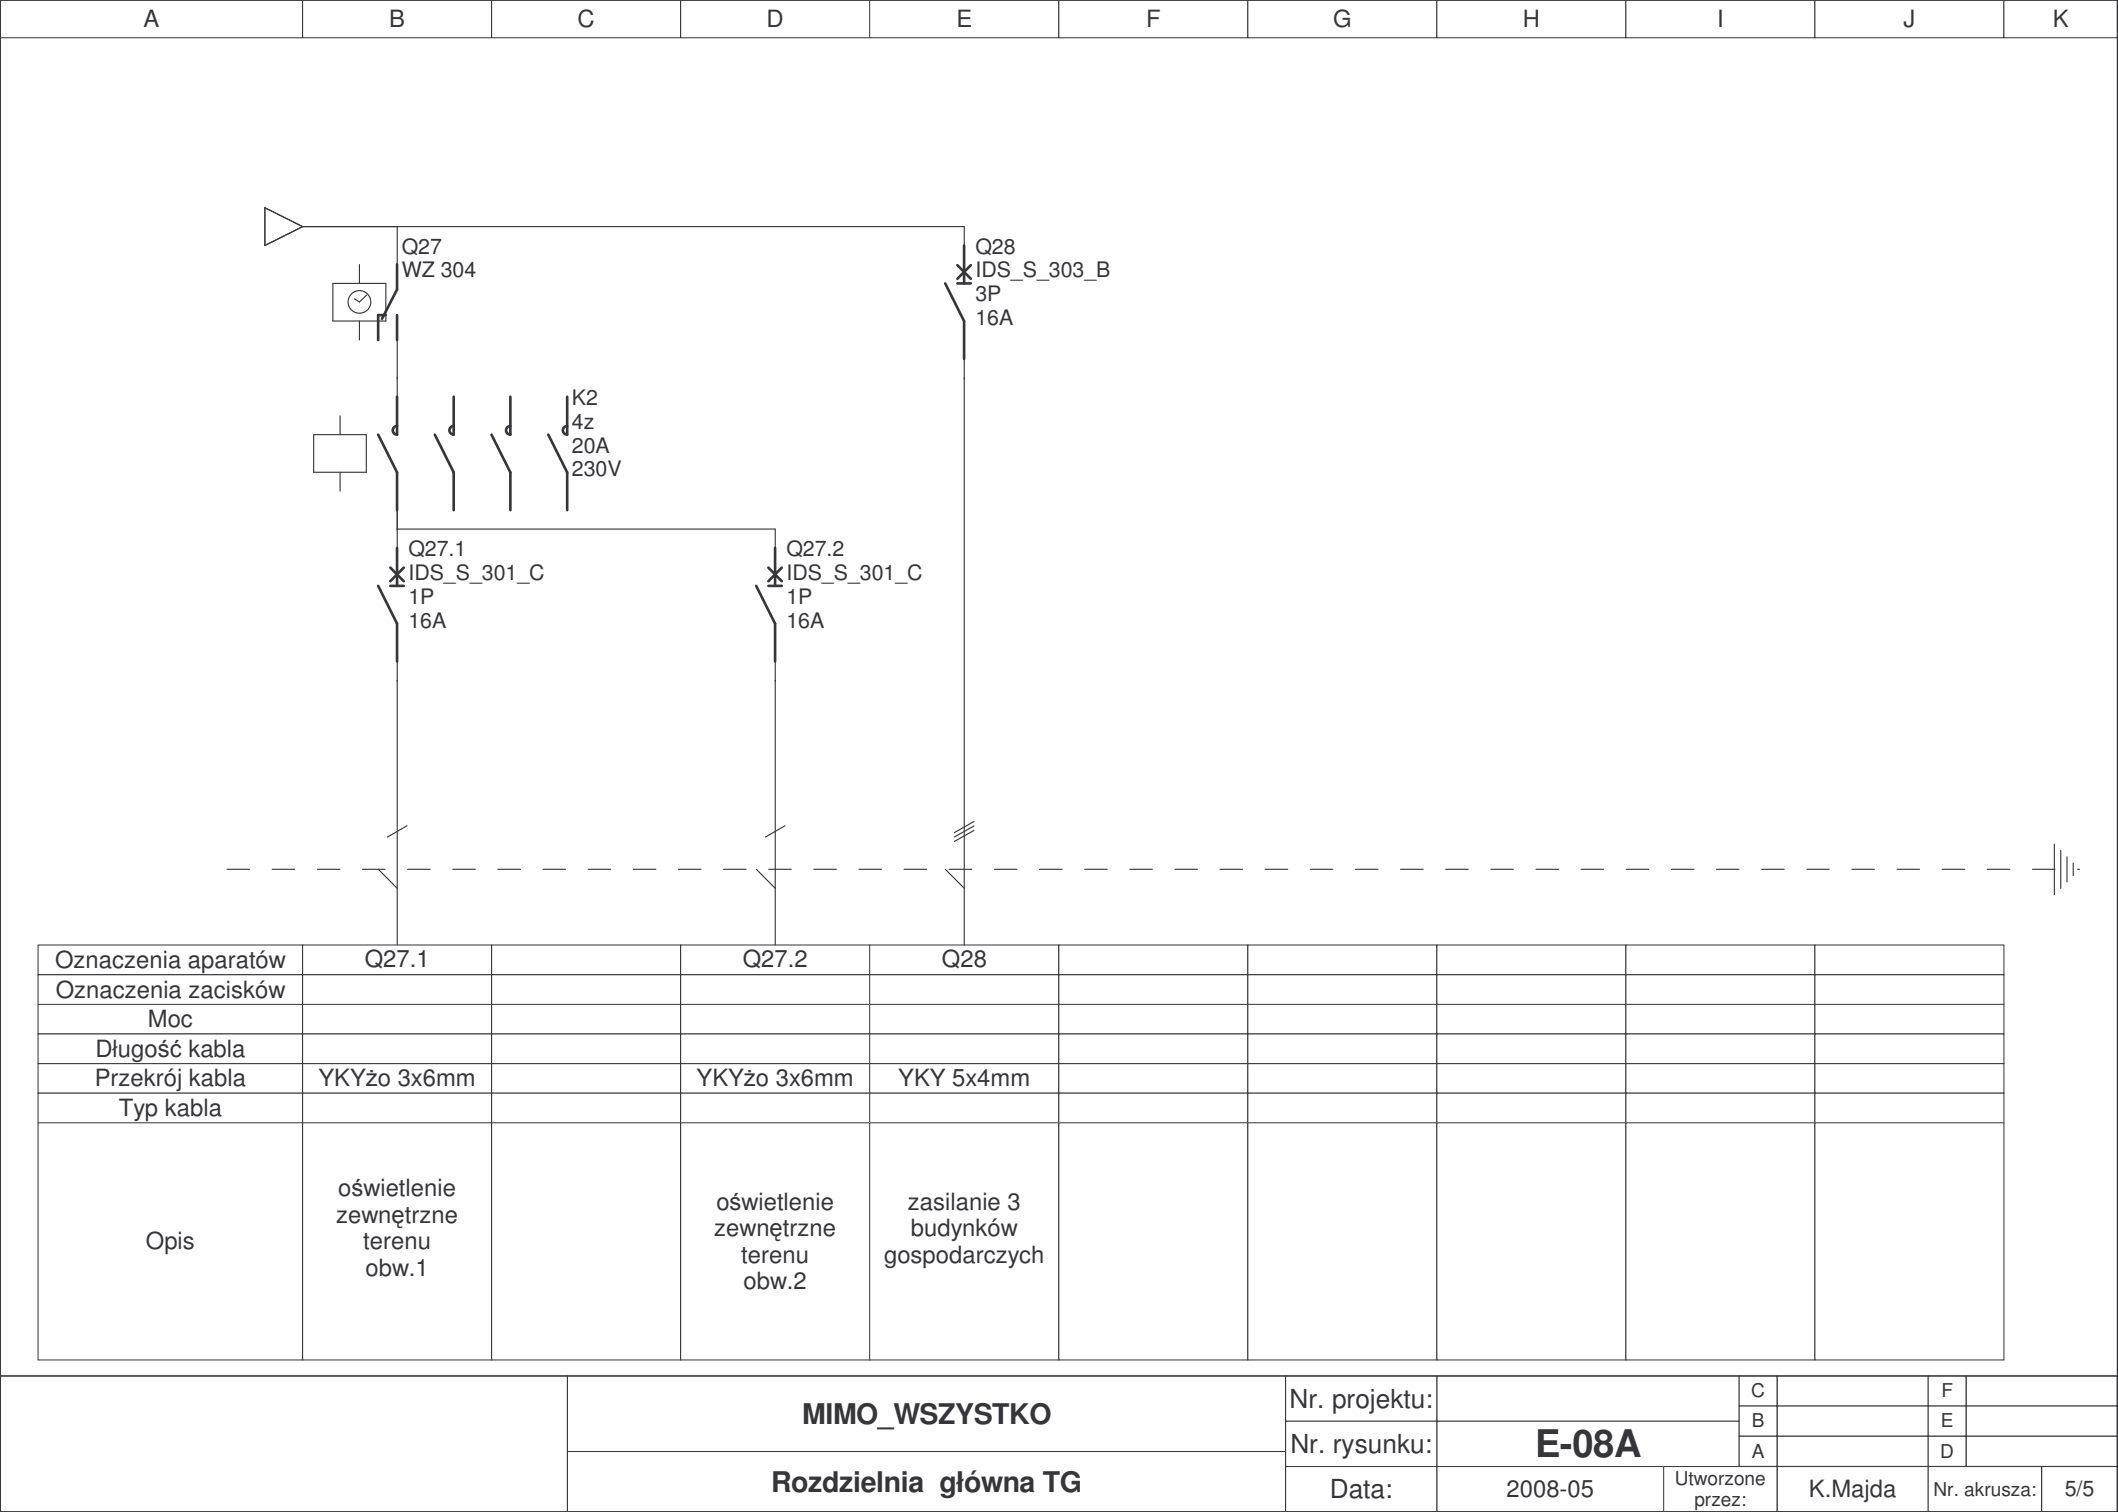 A B C D E F G H I J K
Q27
WZ 304
Q28
IDS_S_303_B
3P
16A
K2
4z
20A
230V
Q27.1
IDS_S_301_C
1P
16A
Q27.2
IDS_S_301_C
1P
16A
Oznaczenia aparatów Q27.1 Q27.2 Q28
Oznaczenia zacisków
Moc
Długość kabla
Przekrój kabla YKYżo 3x6mm YKYżo 3x6mm YKY 5x4mm
Typ kabla
Opis
oświetlenie
zewnętrzne
terenu
obw.1
oświetlenie
zewnętrzne
terenu
obw.2
zasilanie 3
budynków
gospodarczych
MIMO_WSZYSTKO
Rozdzielnia główna TG
Nr. projektu:
Nr. rysunku: E-08A
C F
B E
A D
Data: 2008-05
Utworzone
przez:
K.Majda
Nr. akrusza: 5/5